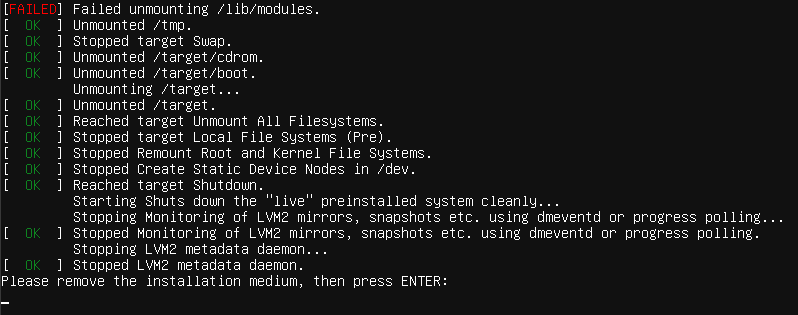 [FAILED] Failed unmounting /lib/modules.
[  OK  ] Unmounted /tmp.
[  OK  ] Stopped target Swap.
[  OK  ] Unmounted /target/cdrom.
[  OK  ] Unmounted /target/boot.
         Unmounting /target...
[  OK  ] Unmounted /target.
[  OK  ] Reached target Unmount All Filesystems.
[  OK  ] Stopped target Local File Systems (Pre).
[  OK  ] Stopped Remount Root and Kernel File Systems.
[  OK  ] Stopped Create Static Device Nodes in /dev.
[  OK  ] Reached target Shutdown.
         Starting Shuts down the "live" preinstalled system cleanly...
         Stopping Monitoring of LVM2 mirrors, snapshots etc. using dmeventd or progress polling...
[  OK  ] Stopped Monitoring of LVM2 mirrors, snapshots etc. using dmeventd or progress polling.
         Stopping LVM2 metadata daemon...
[  OK  ] Stopped LVM2 metadata daemon.
Please remove the installation medium, then press ENTER: